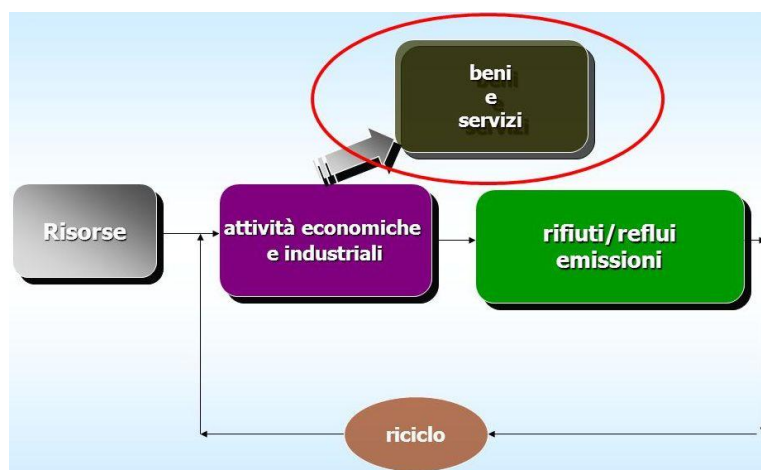 beni
e
servizi
Risorse
attività economiche
e industriali
rifiuti/reflui
emissioni
riciclo